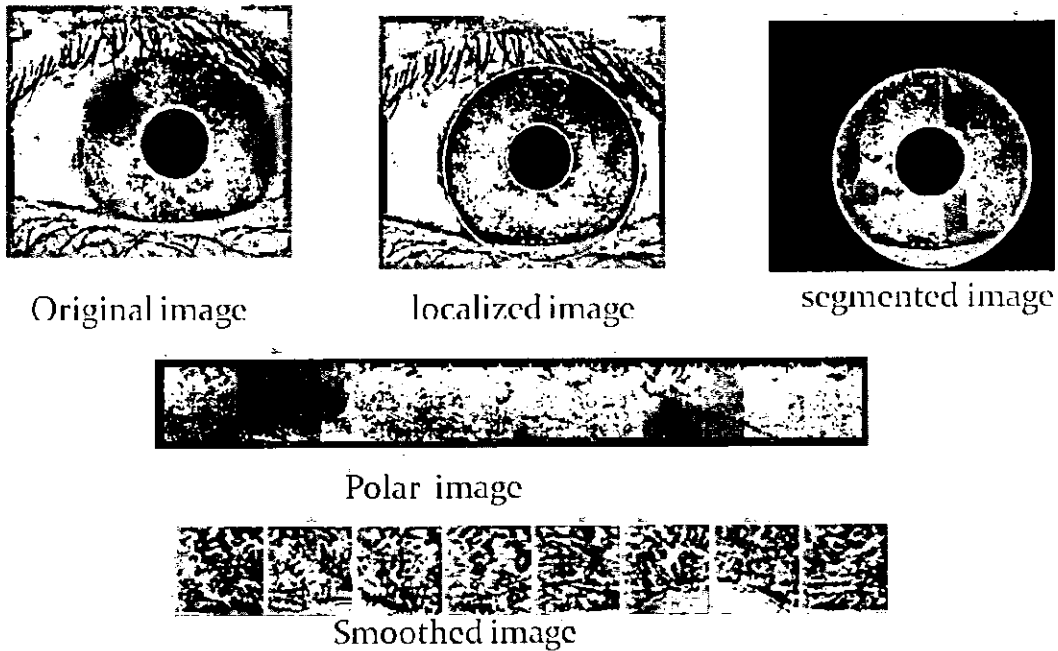 Original image
localized image
segmented image
Polar image
Smoothed image